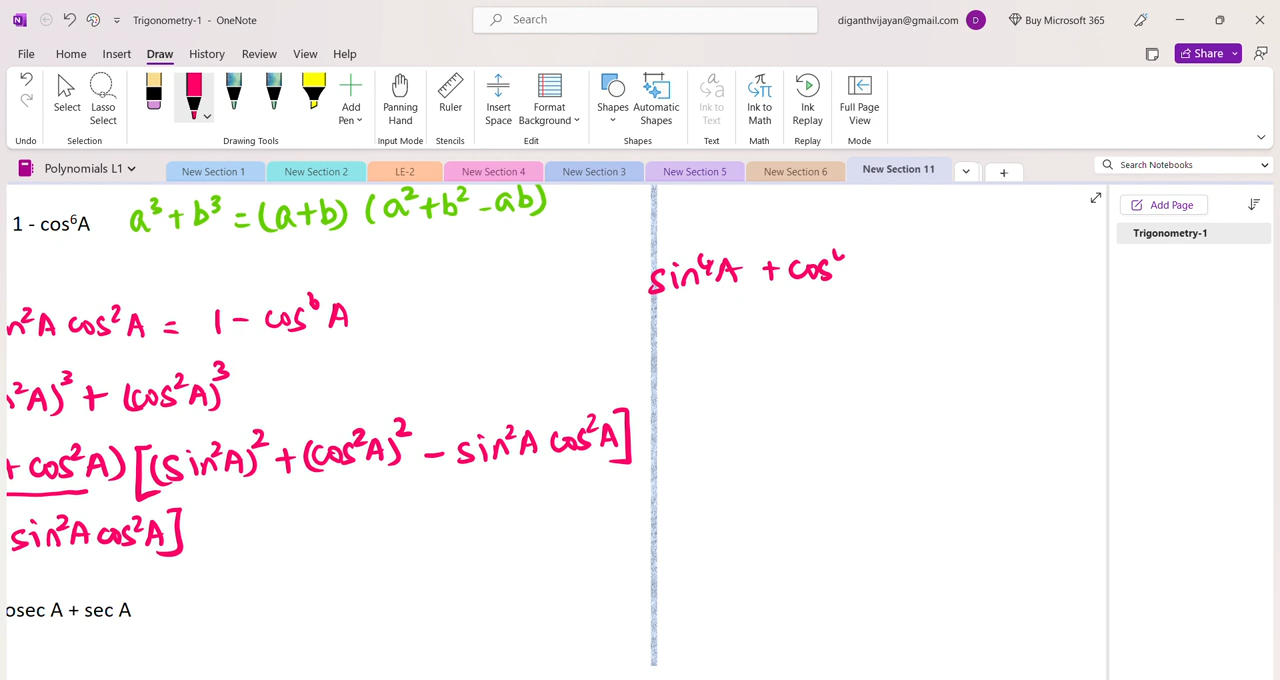 Trigonometry-1 - OneNote
Search
diganthvijayan@gmail.com D Buy Microsoft 365
File Home Insert Draw History Review View Help
Share
Undo Select Lasso Select Add Pen Panning Hand Ruler Insert Space Format Background Shapes Automatic Shapes Ink to Text Ink to Math Ink Replay Full Page View
Undo Selection Drawing Tools Input Mode Stencils Edit Shapes Text Math Replay Mode
Polynomials L1 New Section 1 New Section 2 LE-2 New Section 4 New Section 3 New Section 5 New Section 6 New Section 11 + Search Notebooks
Add Page
Trigonometry-1
1 - cos⁶A a³ + b³ = (a+b) (a² + b² - ab)
n²A cos²A = 1 - cos⁶A
n²A)³ + (cos²A)³
+ cos²A) [(sin²A)² + (cos²A)² - sin²A cos²A]
sin²A cos²A]
osec A + sec A
sin⁴A + cos